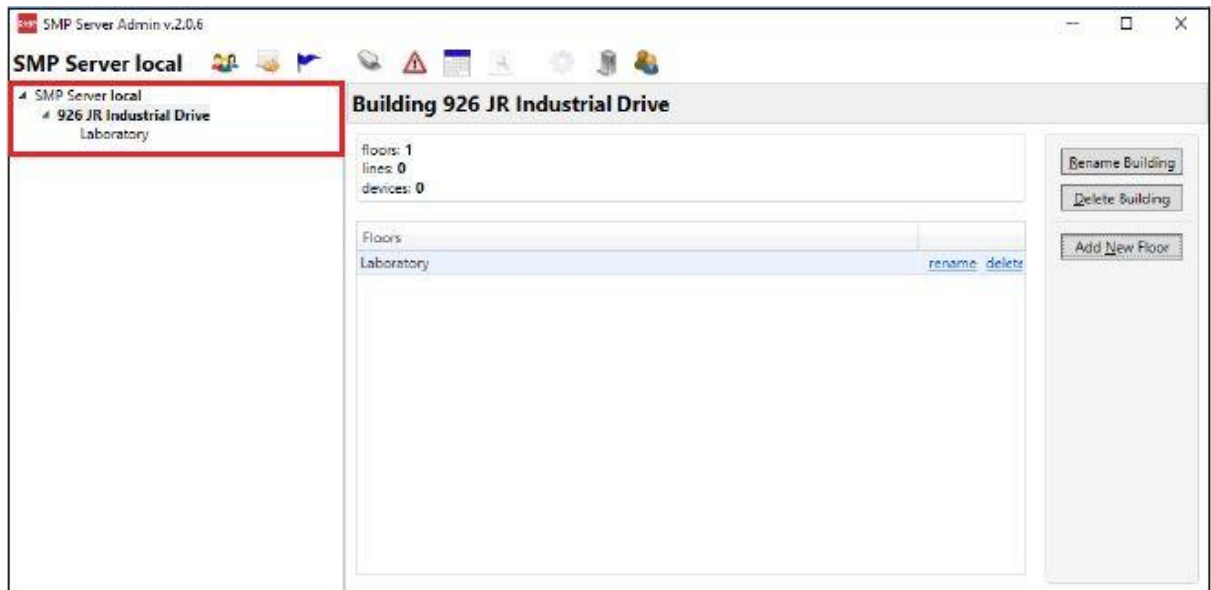 SMP Server Admin v.2.0.6
SMP Server local
SMP Server local
926 JR Industrial Drive
Laboratory
Building 926 JR Industrial Drive
floors: 1
lines: 0
devices: 0
Rename Building
Delete Building
Add New Floor
Floors
Laboratory rename delete